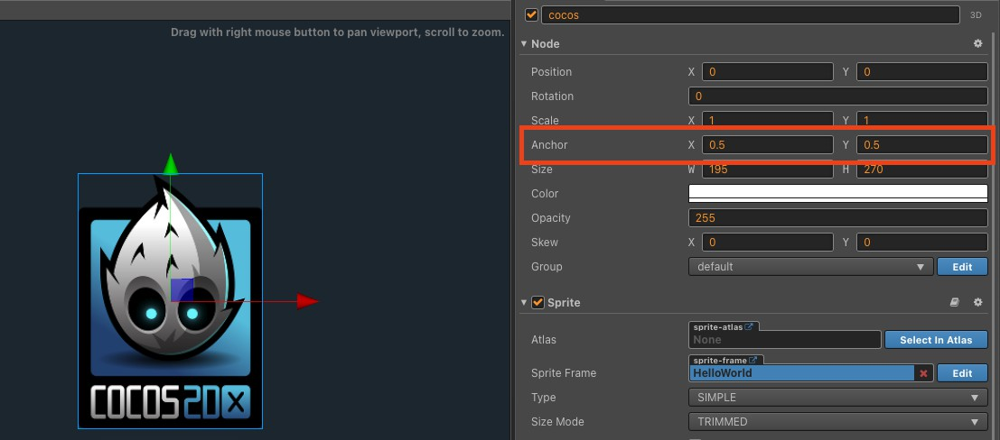 Drag with right mouse button to pan viewport, scroll to zoom.
COCOS2DX
cocos
3D
Node
Position X 0 Y 0
Rotation 0
Scale X 1 Y 1
Anchor X 0.5 Y 0.5
Size W 195 H 270
Color
Opacity 255
Skew X 0 Y 0
Group default Edit
Sprite
sprite-atlas
Atlas None Select In Atlas
sprite-frame
Sprite Frame HelloWorld Edit
Type SIMPLE
Size Mode TRIMMED